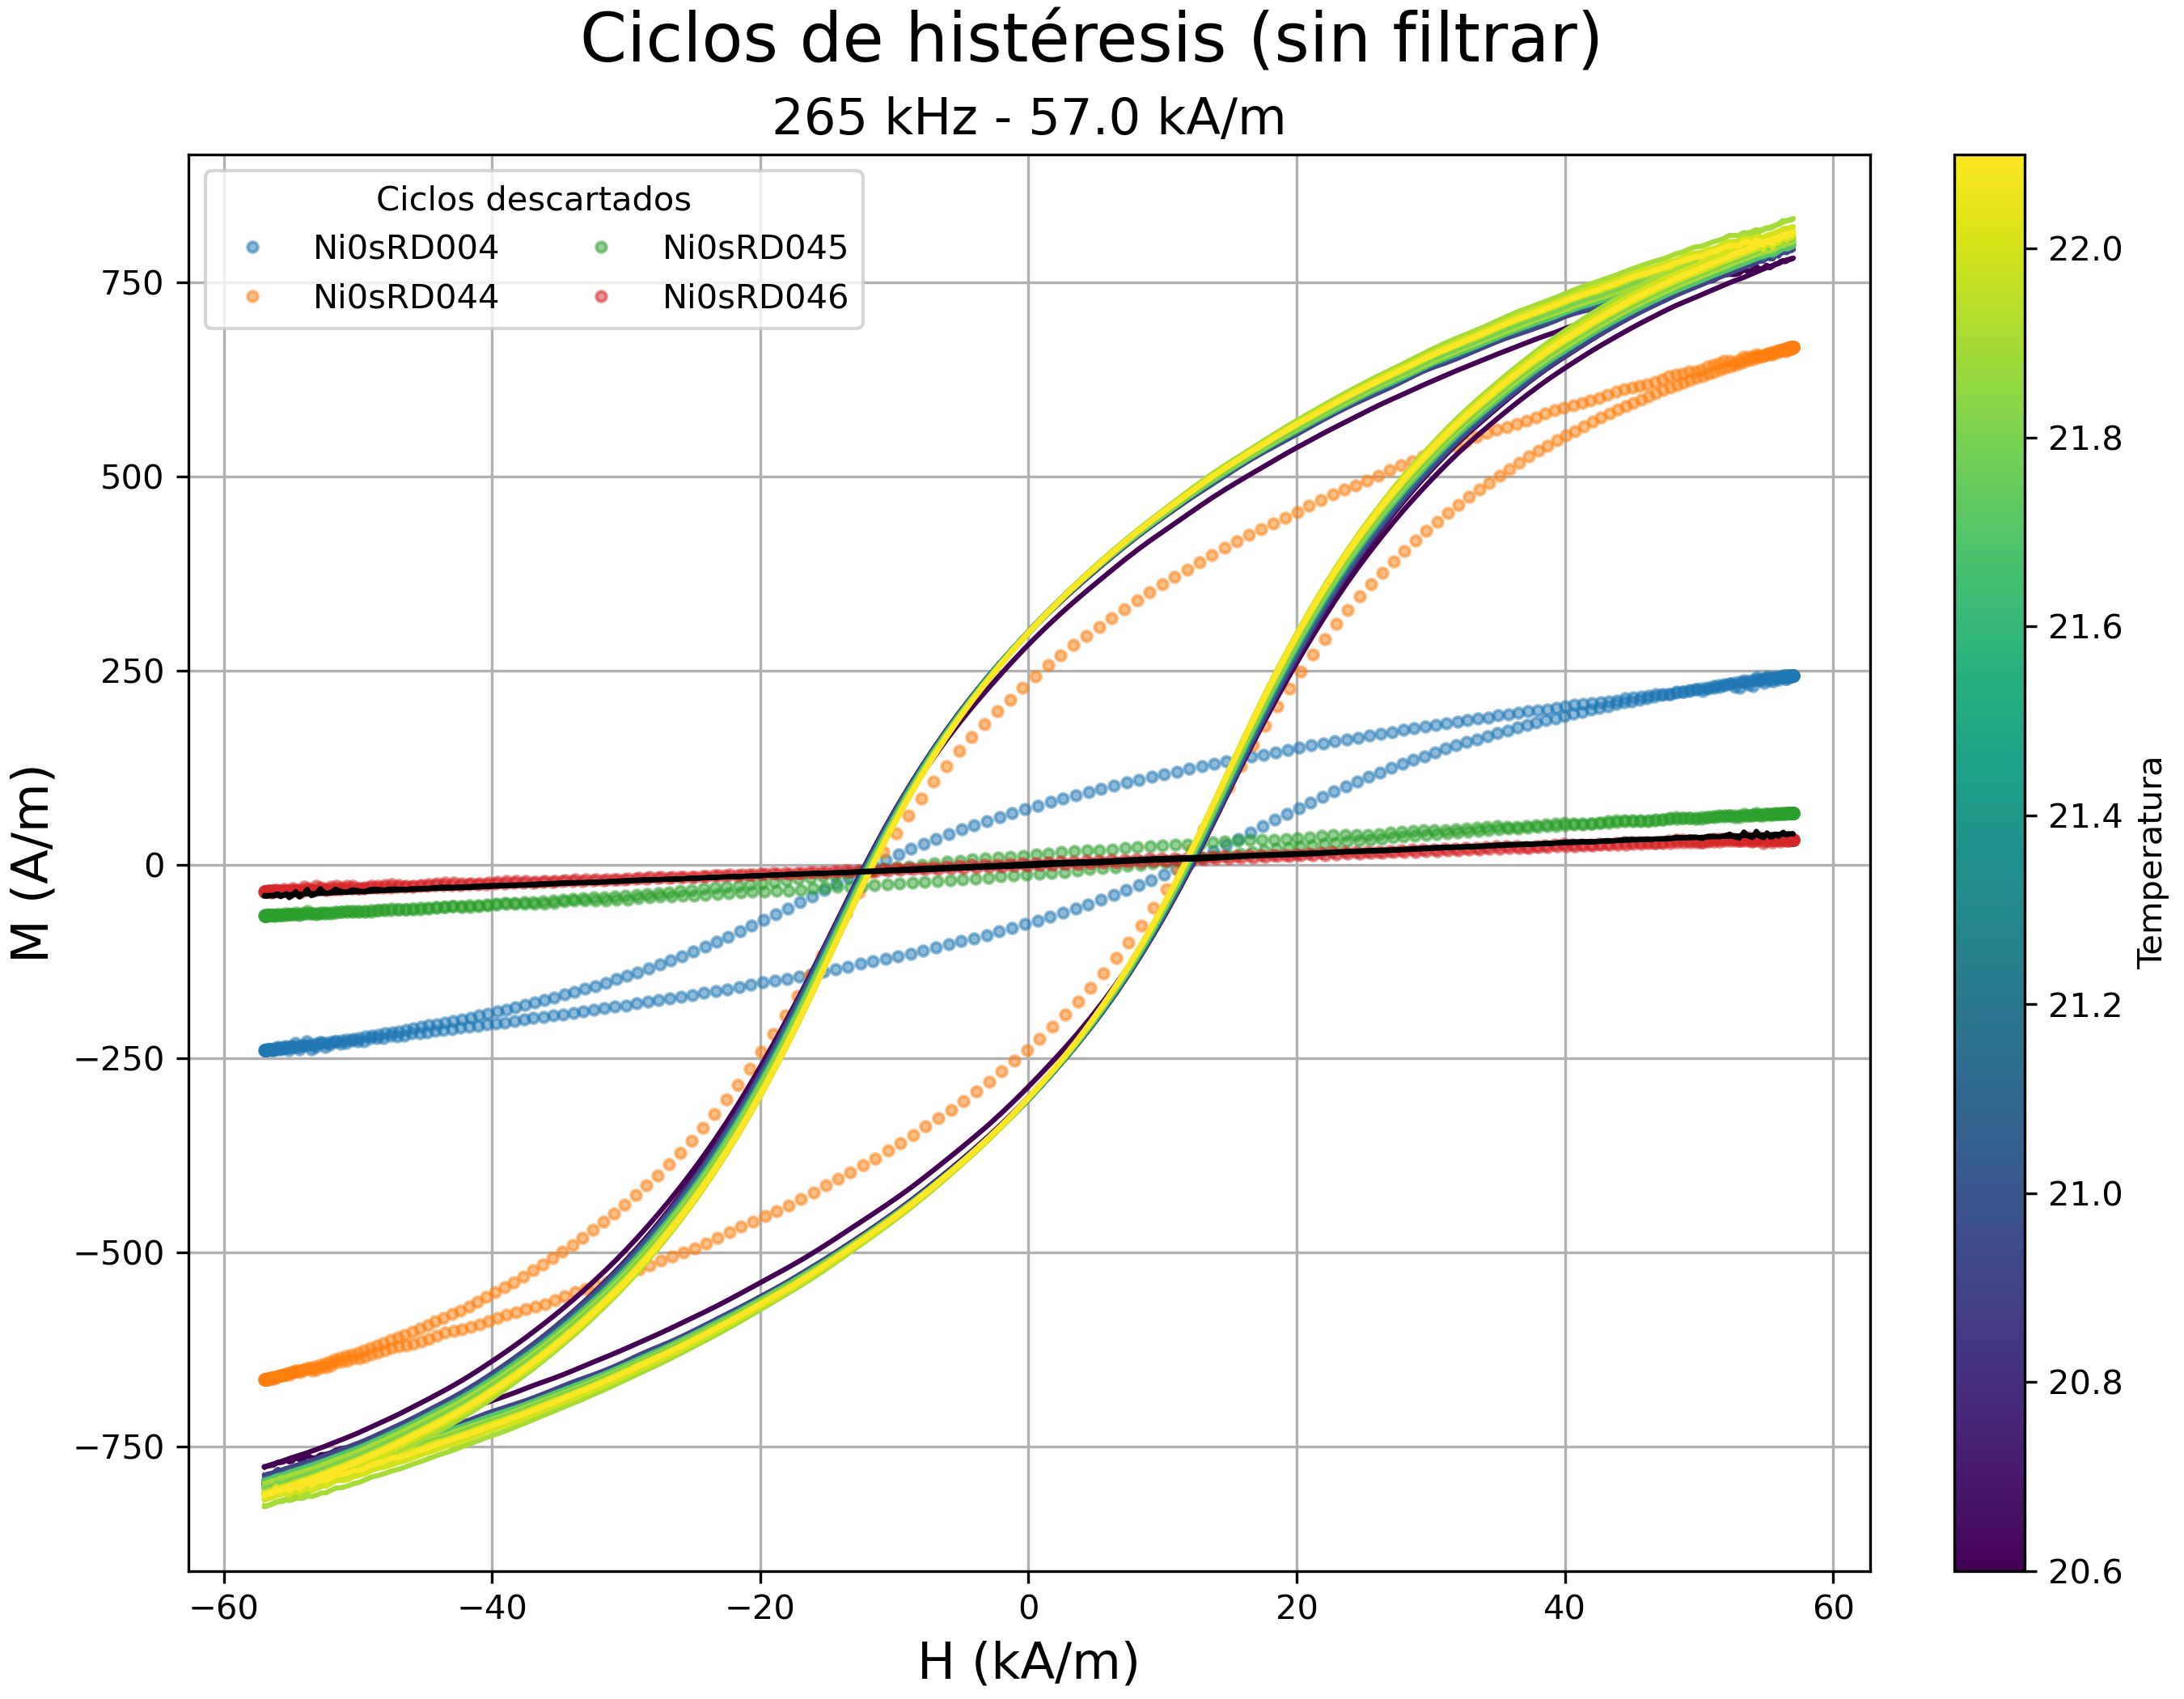 Ciclos de histéresis (sin filtrar)
265 kHz - 57.0 kA/m
Ciclos descartados
Ni0sRD004
Ni0sRD044
Ni0sRD045
Ni0sRD046
M (A/m)
750
500
250
0
−250
−500
−750
−60
−40
−20
0
20
40
60
H (kA/m)
22.0
21.8
21.6
21.4
21.2
21.0
20.8
20.6
Temperatura